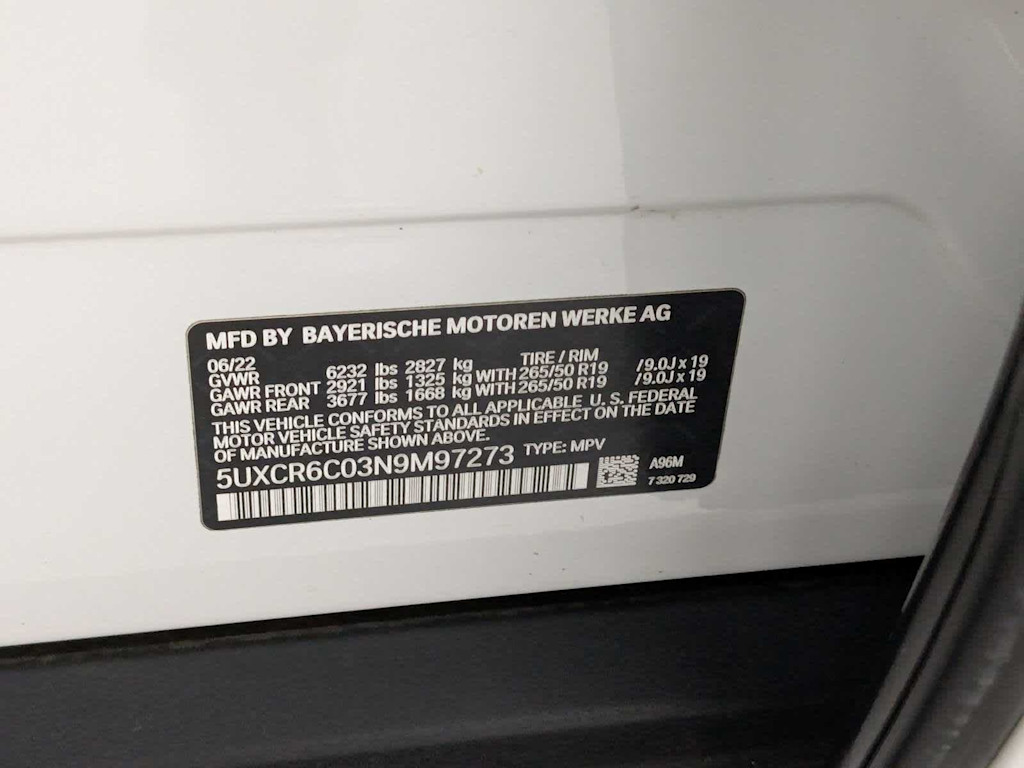 MFD BY BAYERISCHE MOTOREN WERKE AG
06/22 TIRE / RIM
GVWR 6232 lbs 2827 kg
GAWR FRONT 2921 lbs 1325 kg WITH 265/50 R19 /9.0J x 19
GAWR REAR 3677 lbs 1668 kg WITH 265/50 R19 /9.0J x 19
THIS VEHICLE CONFORMS TO ALL APPLICABLE U. S. FEDERAL
MOTOR VEHICLE SAFETY STANDARDS IN EFFECT ON THE DATE
OF MANUFACTURE SHOWN ABOVE.
5UXCR6C03N9M97273 TYPE: MPV
A96M
7 320 729